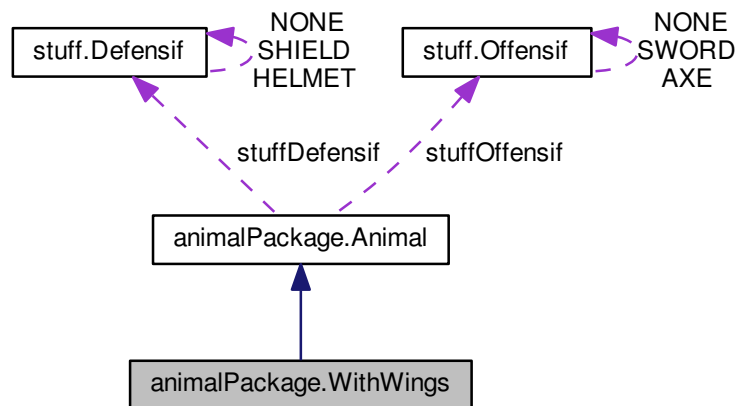 NONE
SHIELD
HELMET
stuff.Defensif
NONE
SWORD
AXE
stuff.Offensif
stuffDefensif
stuffOffensif
animalPackage.Animal
animalPackage.WithWings